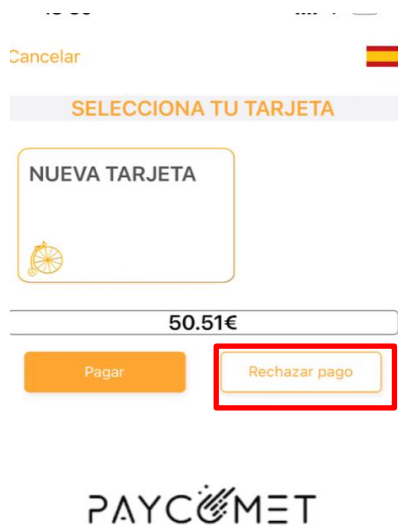 Cancelar
SELECCIONA TU TARJETA
NUEVA TARJETA
50.51€
Pagar
Rechazar pago
PAYCOMET